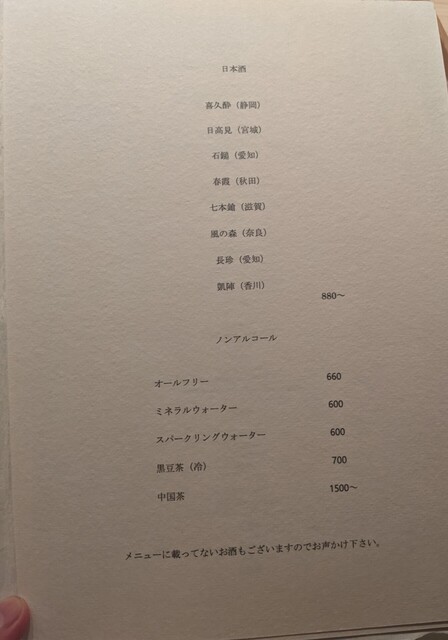 日本酒
喜久酔（静岡）
日高見（宮城）
石鎚（愛知）
春霞（秋田）
七本鎗（滋賀）
風の森（奈良）
長珍（愛知）
凱陣（香川）
880～
ノンアルコール
オールフリー 660
ミネラルウォーター 600
スパークリングウォーター 600
黒豆茶（冷） 700
中国茶 1500～
メニューに載ってないお酒もございますのでお声かけ下さい。